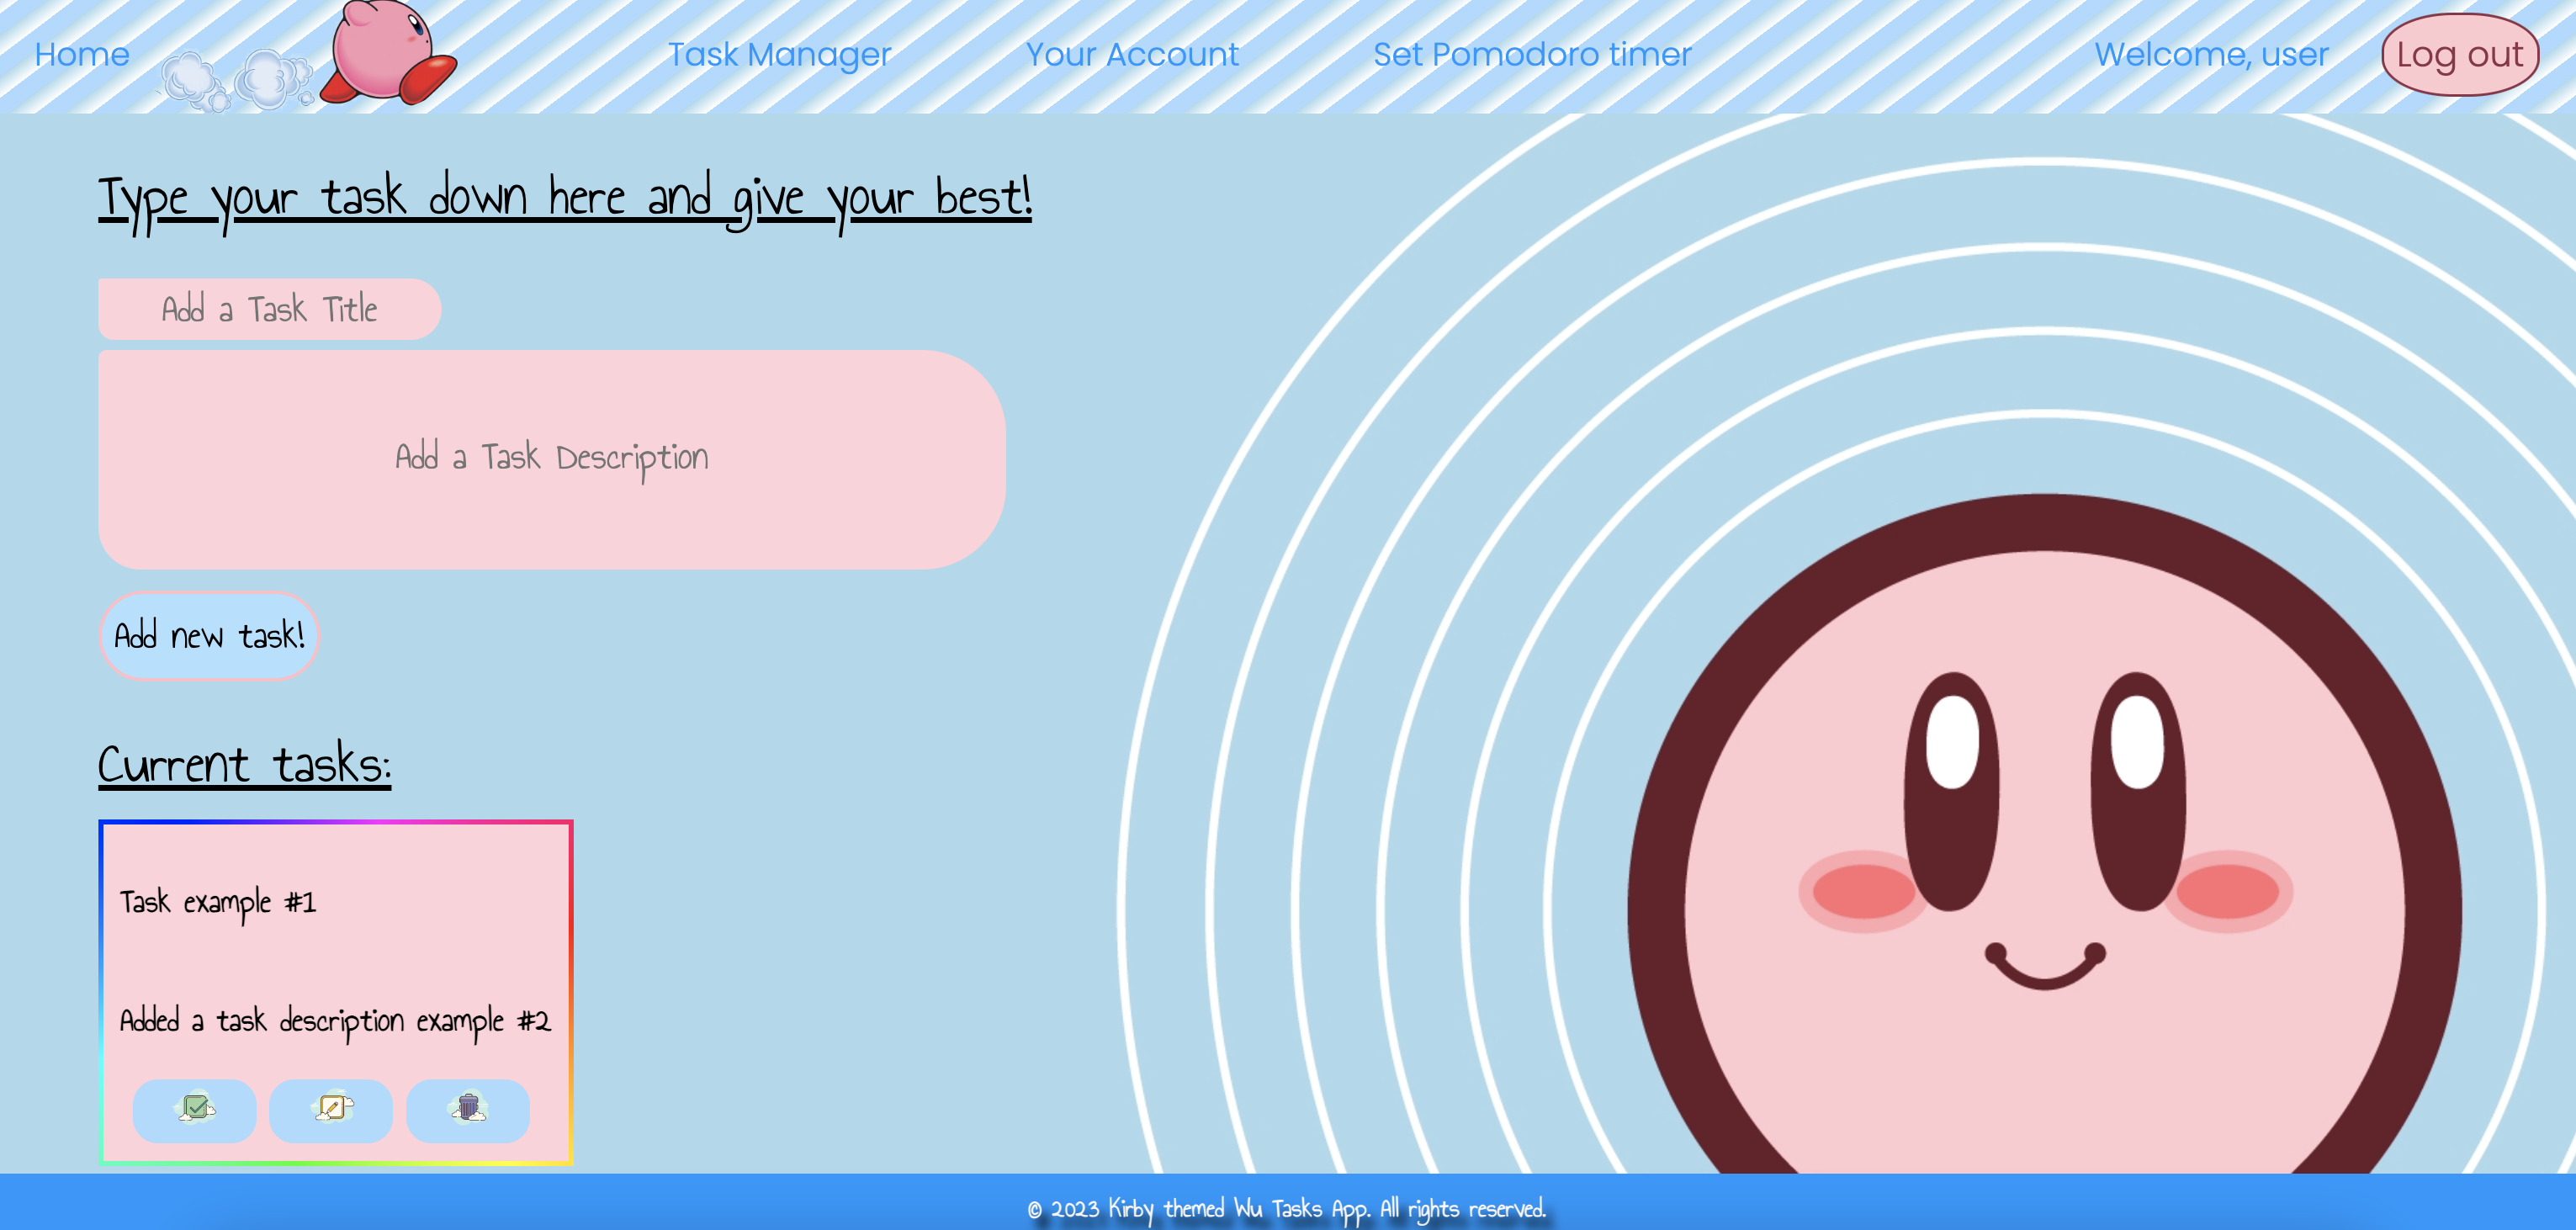 Home
Task Manager
Your Account
Set Pomodoro timer
Welcome, user
Log out
Type your task down here and give your best!
Add a Task Title
Add a Task Description
Add new task!
Current tasks:
Task example #1
Added a task description example #2
© 2023 Kirby themed Wu Tasks App. All rights reserved.